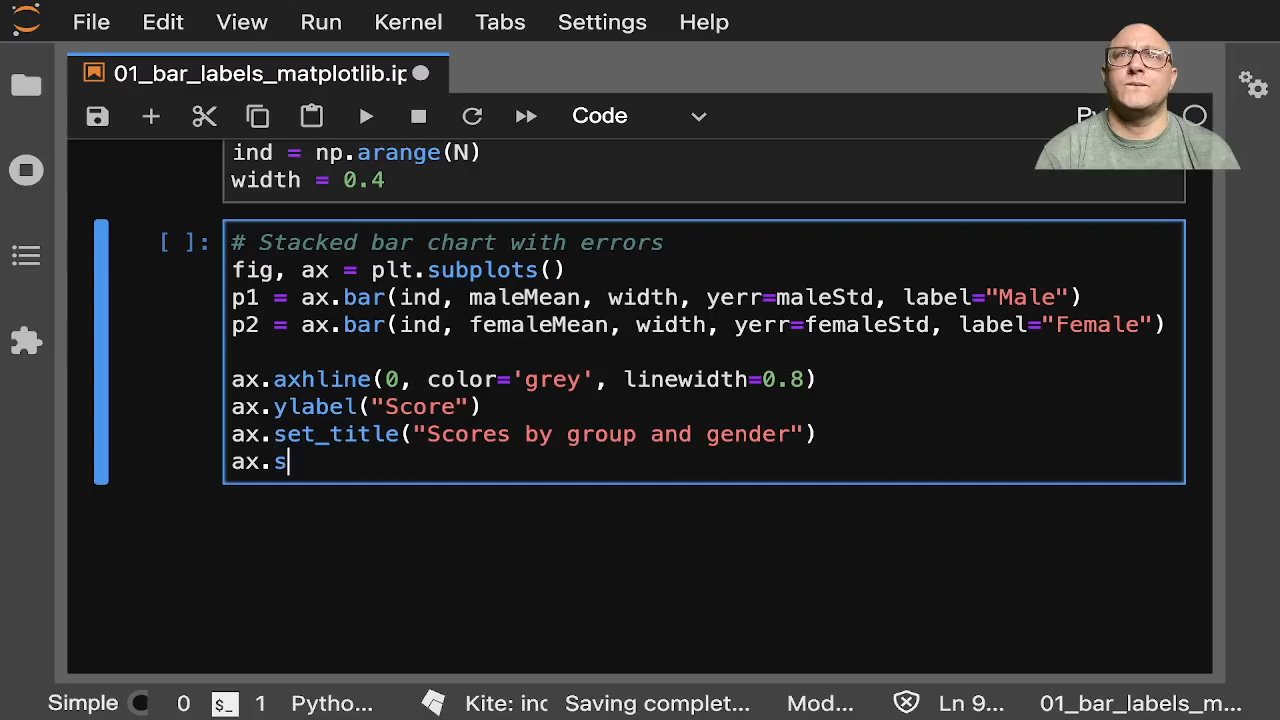 File Edit View Run Kernel Tabs Settings Help
01_bar_labels_matplotlib.ip
Code
ind = np.arange(N)
width = 0.4
[ ]:
# Stacked bar chart with errors
fig, ax = plt.subplots()
p1 = ax.bar(ind, maleMean, width, yerr=maleStd, label="Male")
p2 = ax.bar(ind, femaleMean, width, yerr=femaleStd, label="Female")
ax.axhline(0, color='grey', linewidth=0.8)
ax.ylabel("Score")
ax.set_title("Scores by group and gender")
ax.s
Simple 0 $_ 1 Python... Kite: inc Saving complet... Mod... Ln 9... 01_bar_labels_m...